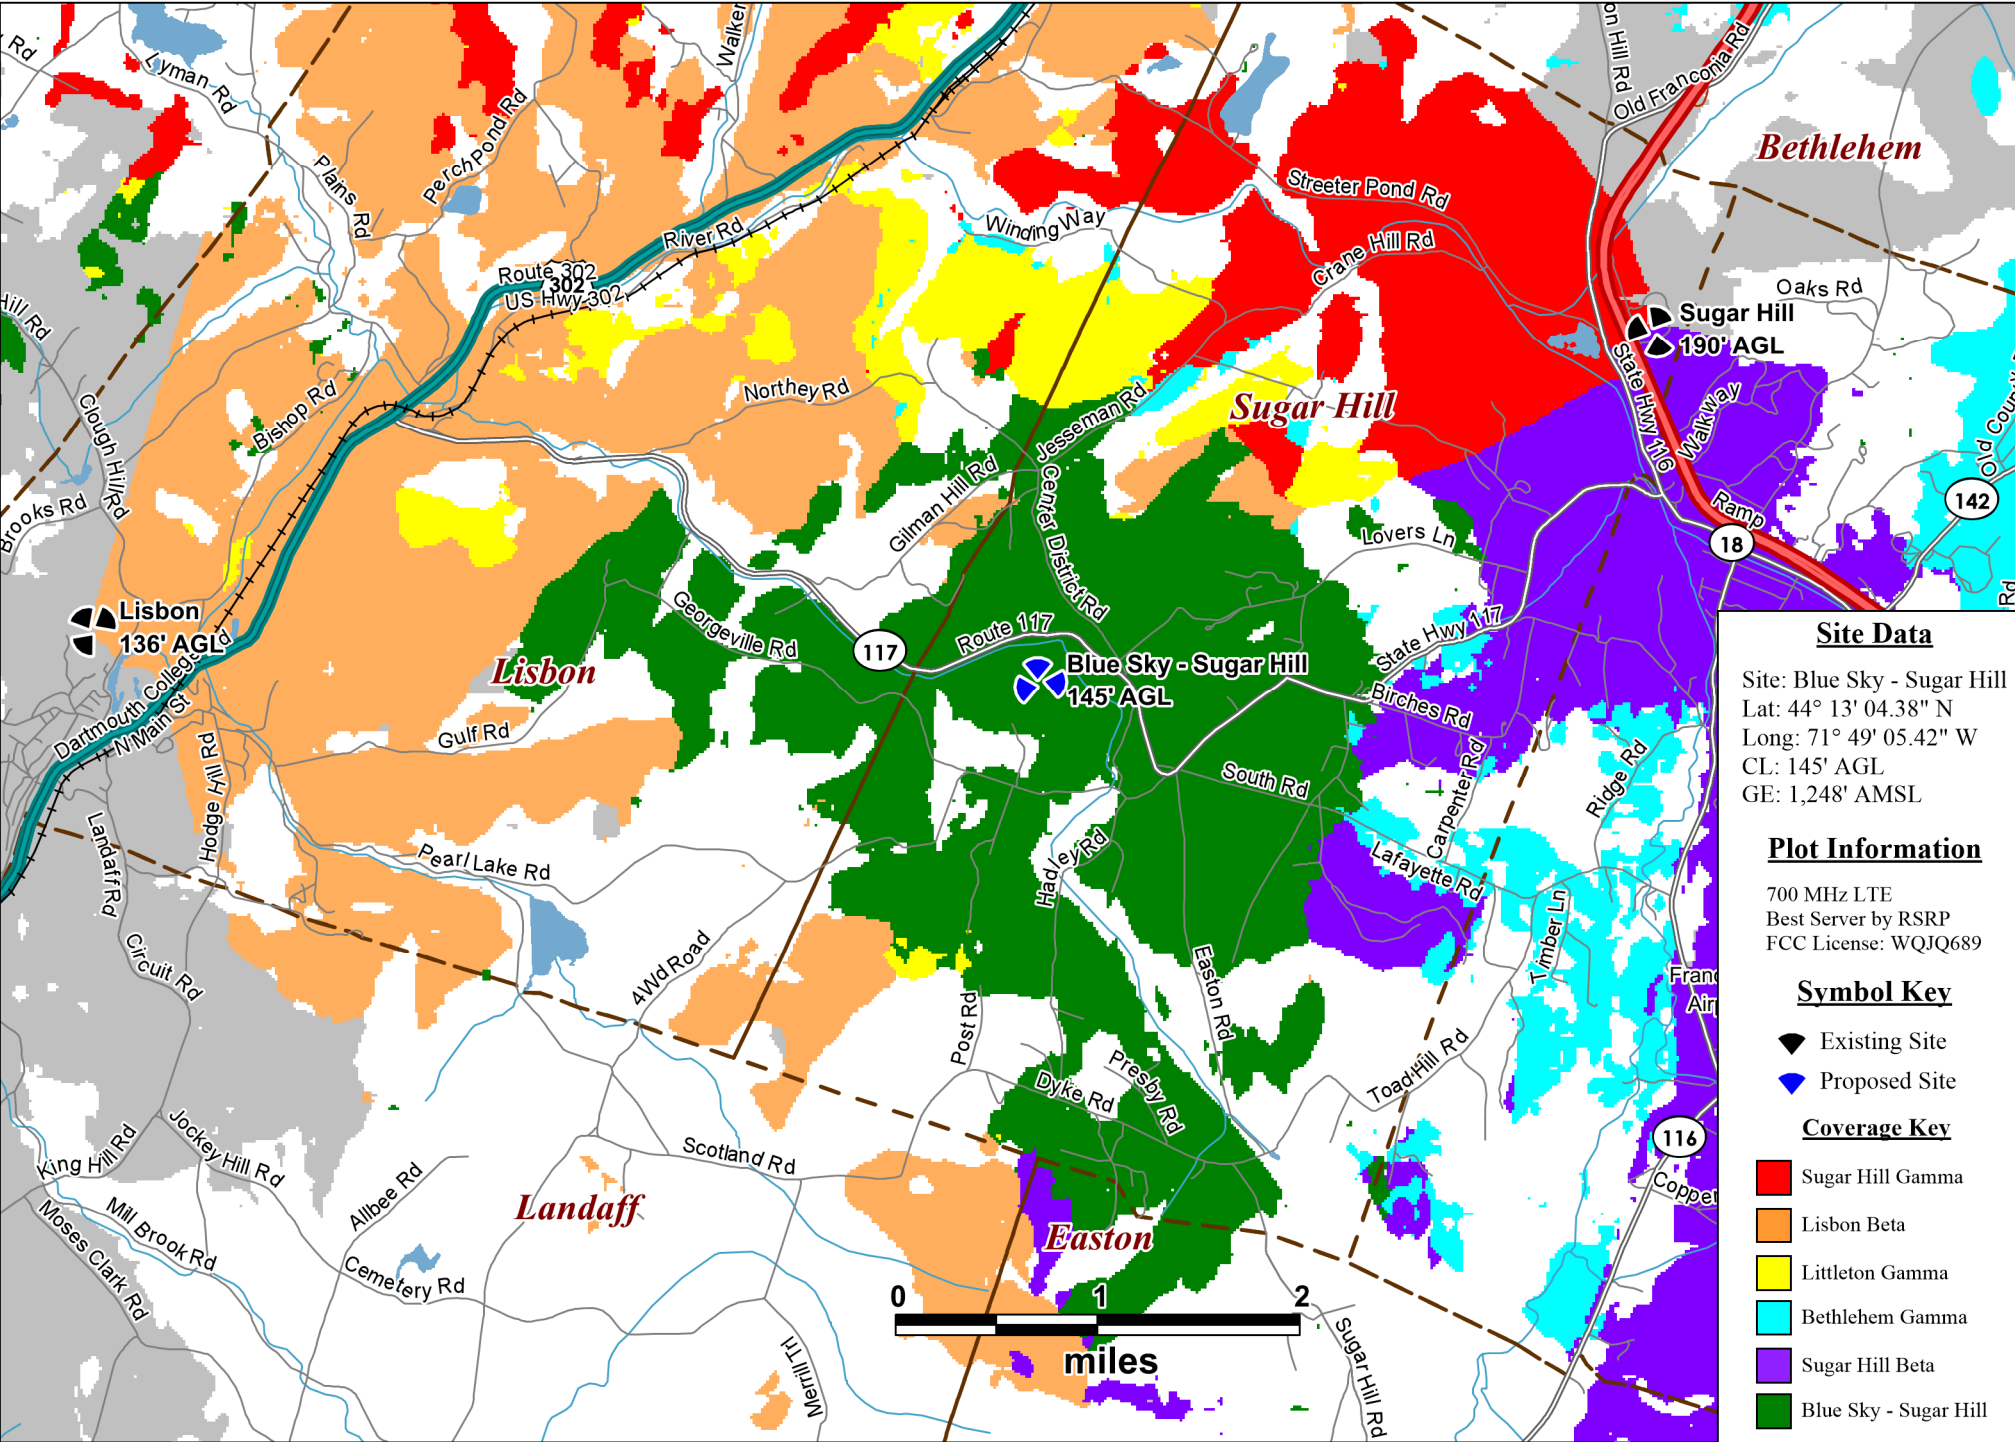 Rd
Lyman Rd
Walker
on Hill Rd
Old Franconia Rd
Bethlehem
Plains Rd
Perch Pond Rd
Streeter Pond Rd
Winding Way
River Rd
Crane Hill Rd
Route 302
302
US Hwy 302
Oaks Rd
Hill Rd
Sugar Hill
190' AGL
State Hwy 116
Walkway
Old County
Clough Hill Rd
Bishop Rd
Northey Rd
Jesseman Rd
Sugar Hill
Brooks Rd
Gilman Hill Rd
Center District Rd
Lovers Ln
Ramp
142
18
Lisbon
136' AGL
Georgeville Rd
117
Route 117
State Hwy 117
Rd
Lisbon
Blue Sky - Sugar Hill
145' AGL
Birches Rd
Dartmouth College Rd
N Main St
Gulf Rd
Hodge Hill Rd
South Rd
Carpenter Rd
Ridge Rd
Landaff Rd
Pearl Lake Rd
Hadley Rd
Lafayette Rd
Timber Ln
Circuit Rd
4Wd Road
Easton Rd
Franc
Airp
Post Rd
Presby Rd
Dyke Rd
Toad Hill Rd
116
King Hill Rd
Jockey Hill Rd
Scotland Rd
Copper
Allbee Rd
Moses Clark Rd
Mill Brook Rd
Landaff
Easton
Cemetery Rd
Merrill Trl
Sugar Hill Rd
0 1 2
miles
Site Data
Site: Blue Sky - Sugar Hill
Lat: 44° 13' 04.38" N
Long: 71° 49' 05.42" W
CL: 145' AGL
GE: 1,248' AMSL
Plot Information
700 MHz LTE
Best Server by RSRP
FCC License: WQJQ689
Symbol Key
Existing Site
Proposed Site
Coverage Key
Sugar Hill Gamma
Lisbon Beta
Littleton Gamma
Bethlehem Gamma
Sugar Hill Beta
Blue Sky - Sugar Hill